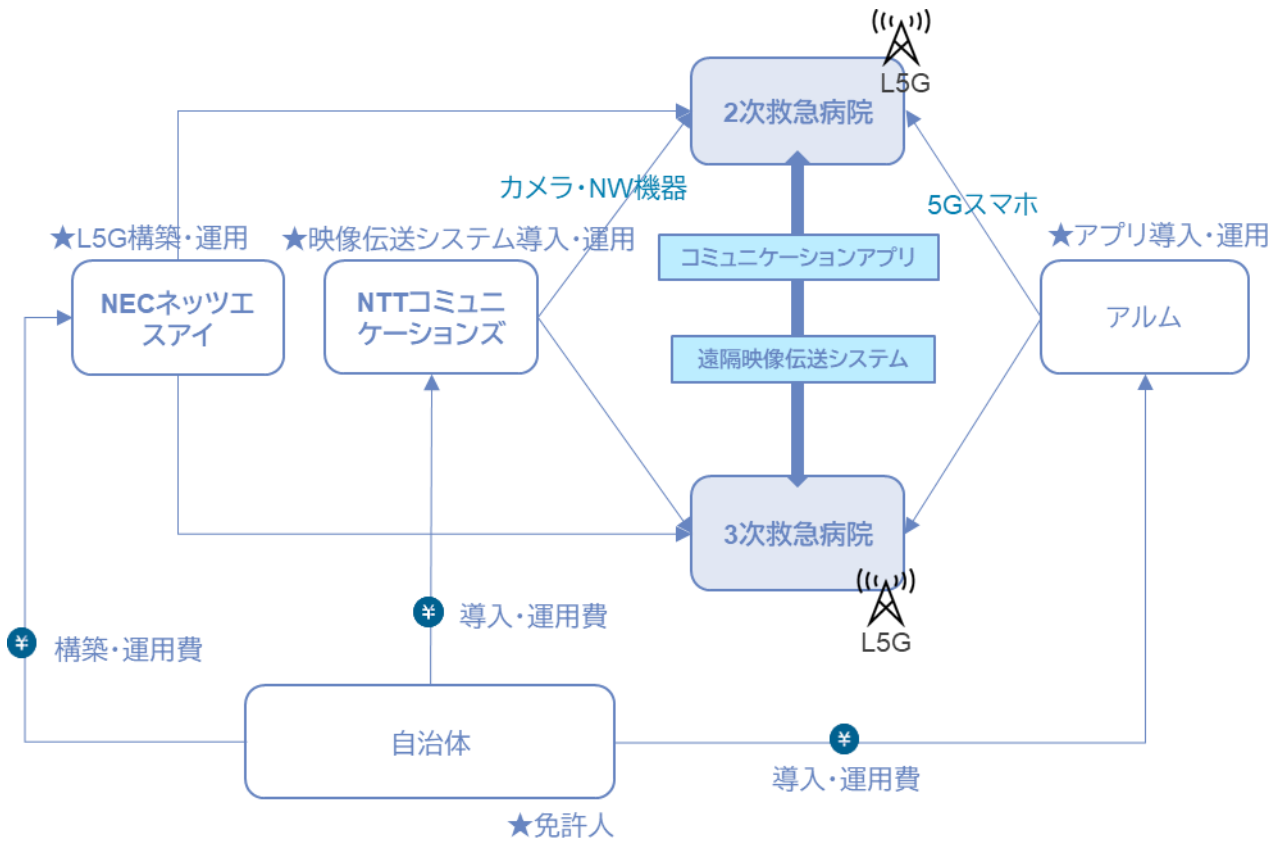 L5G
2次救急病院
カメラ・NW機器
5Gスマホ
★L5G構築・運用
★映像伝送システム導入・運用
★アプリ導入・運用
コミュニケーションアプリ
NECネッツエ
スアイ
NTTコミュニ
ケーションズ
アルム
遠隔映像伝送システム
3次救急病院
L5G
¥
導入・運用費
¥
構築・運用費
自治体
¥
導入・運用費
★免許人